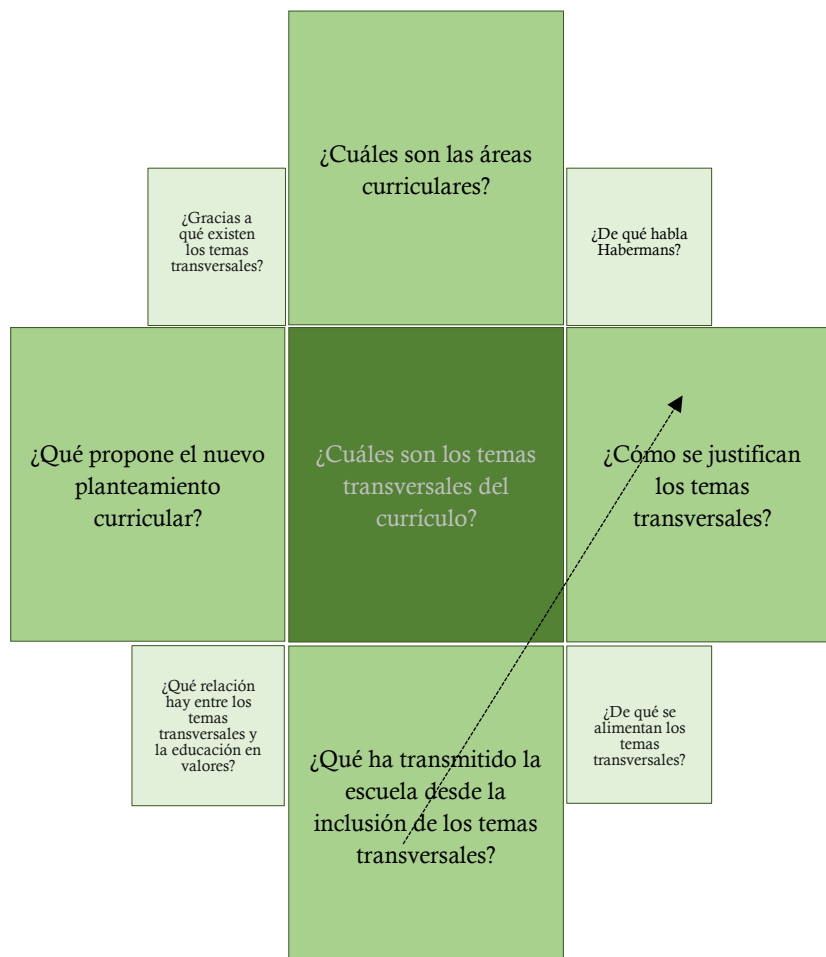 ¿Cuáles son las áreas
curriculares?
¿Gracias a
qué existen
los temas
transversales?
¿De qué habla
Habermans?
¿Qué propone el nuevo
planteamiento
curricular?
¿Cuáles son los temas
transversales del
currículo?
¿Cómo se justifican
los temas
transversales?
¿Qué relación
hay entre los
temas
transversales y
la educación en
valores?
¿Qué ha transmitido la
escuela desde la
inclusión de los temas
transversales?
¿De qué se
alimentan los
temas
transversales?